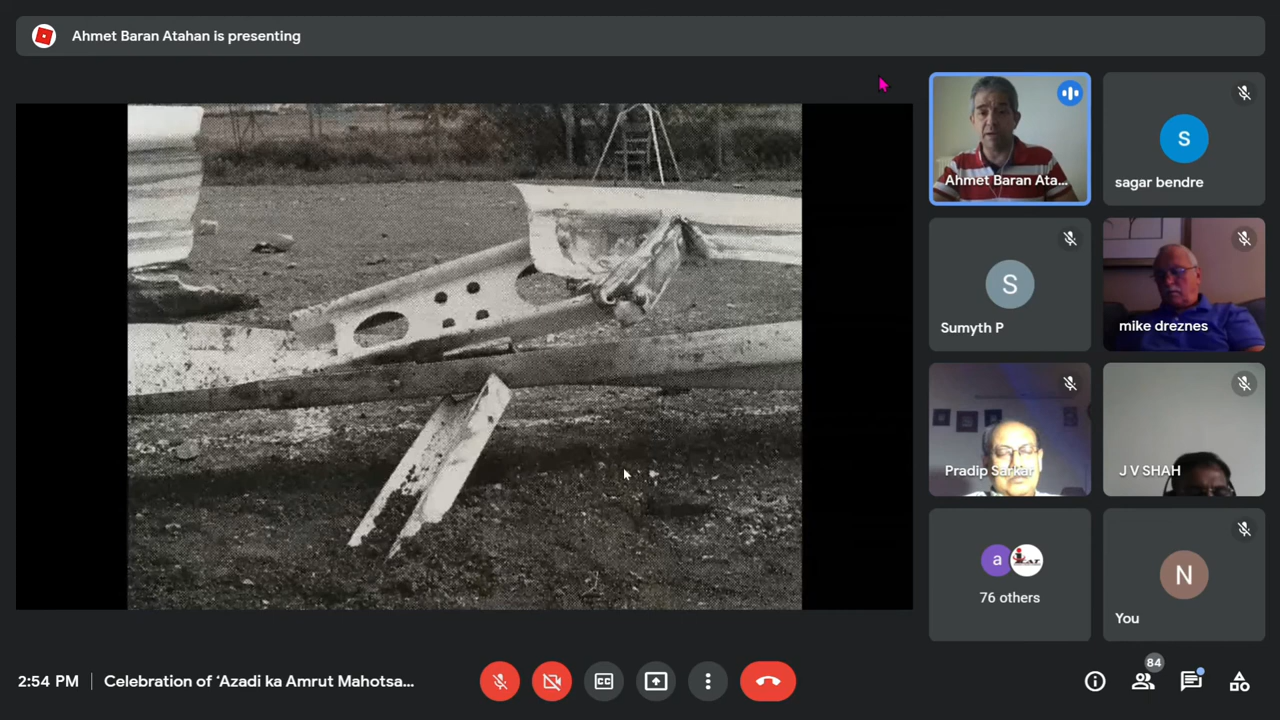 Ahmet Baran Atahan is presenting
Ahmet Baran Ata...
S
sagar bendre
S
Sumyth P
mike dreznes
Pradip Sarkar
J V SHAH
a
76 others
N
You
2:54 PM | Celebration of ‘Azadi ka Amrut Mahotsa...
84